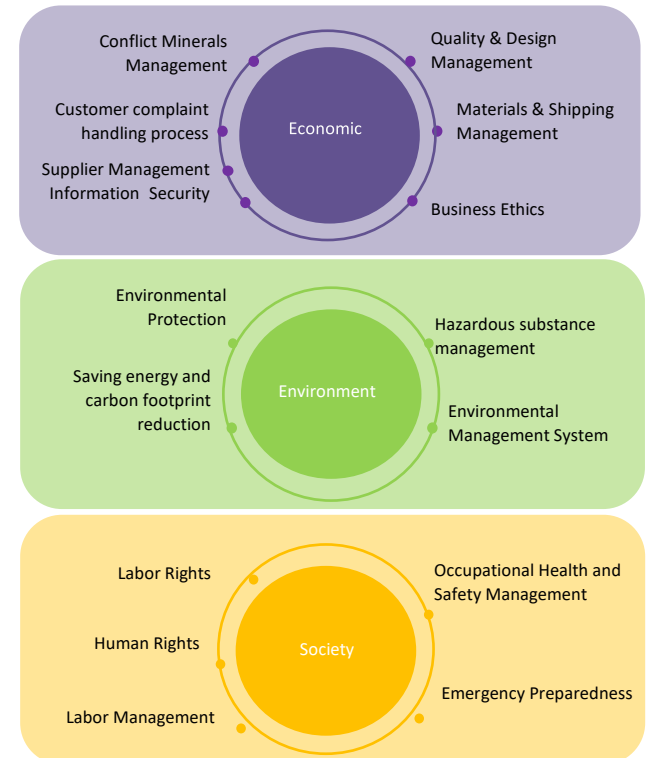 Conflict Minerals
Management
Customer complaint
handling process
Supplier Management
Information Security
Economic
Quality & Design
Management
Materials & Shipping
Management
Business Ethics
Environmental
Protection
Saving energy and
carbon footprint
reduction
Environment
Hazardous substance
management
Environmental
Management System
Labor Rights
Human Rights
Labor Management
Society
Occupational Health and
Safety Management
Emergency Preparedness